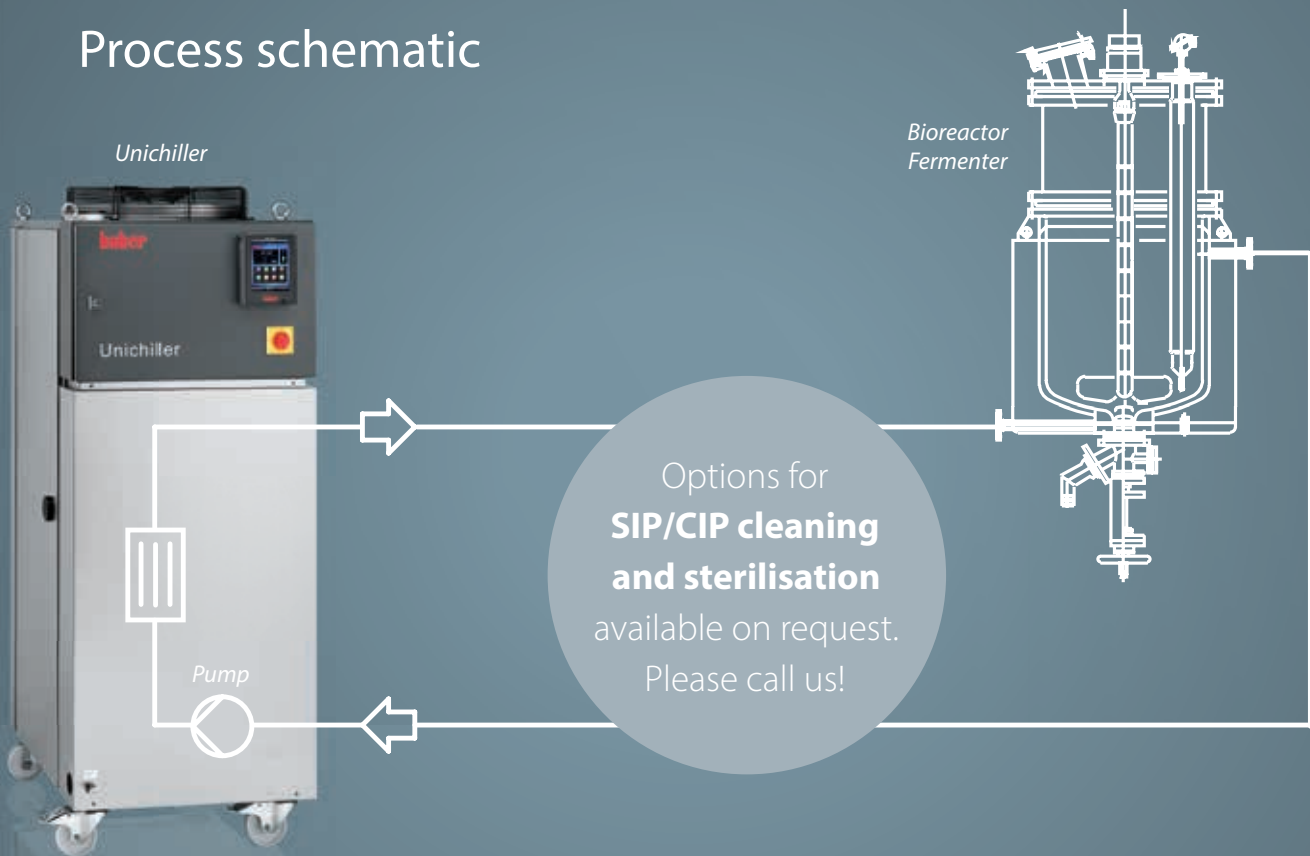 Process schematic
Unichiller
Bioreactor
Fermenter
huber
Unichiller
Options for
SIP/CIP cleaning
and sterilisation
available on request.
Please call us!
Pump